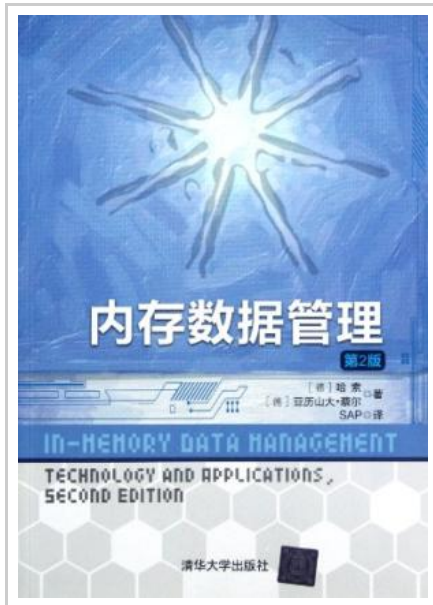 内存数据管理
第2版
[德] 哈索
[德] 亚历山大·蔡尔 ◎著
SAP◎译
IN-MEMORY DATA MANAGEMENT
TECHNOLOGY AND APPLICATIONS,
SECOND EDITION
清华大学出版社